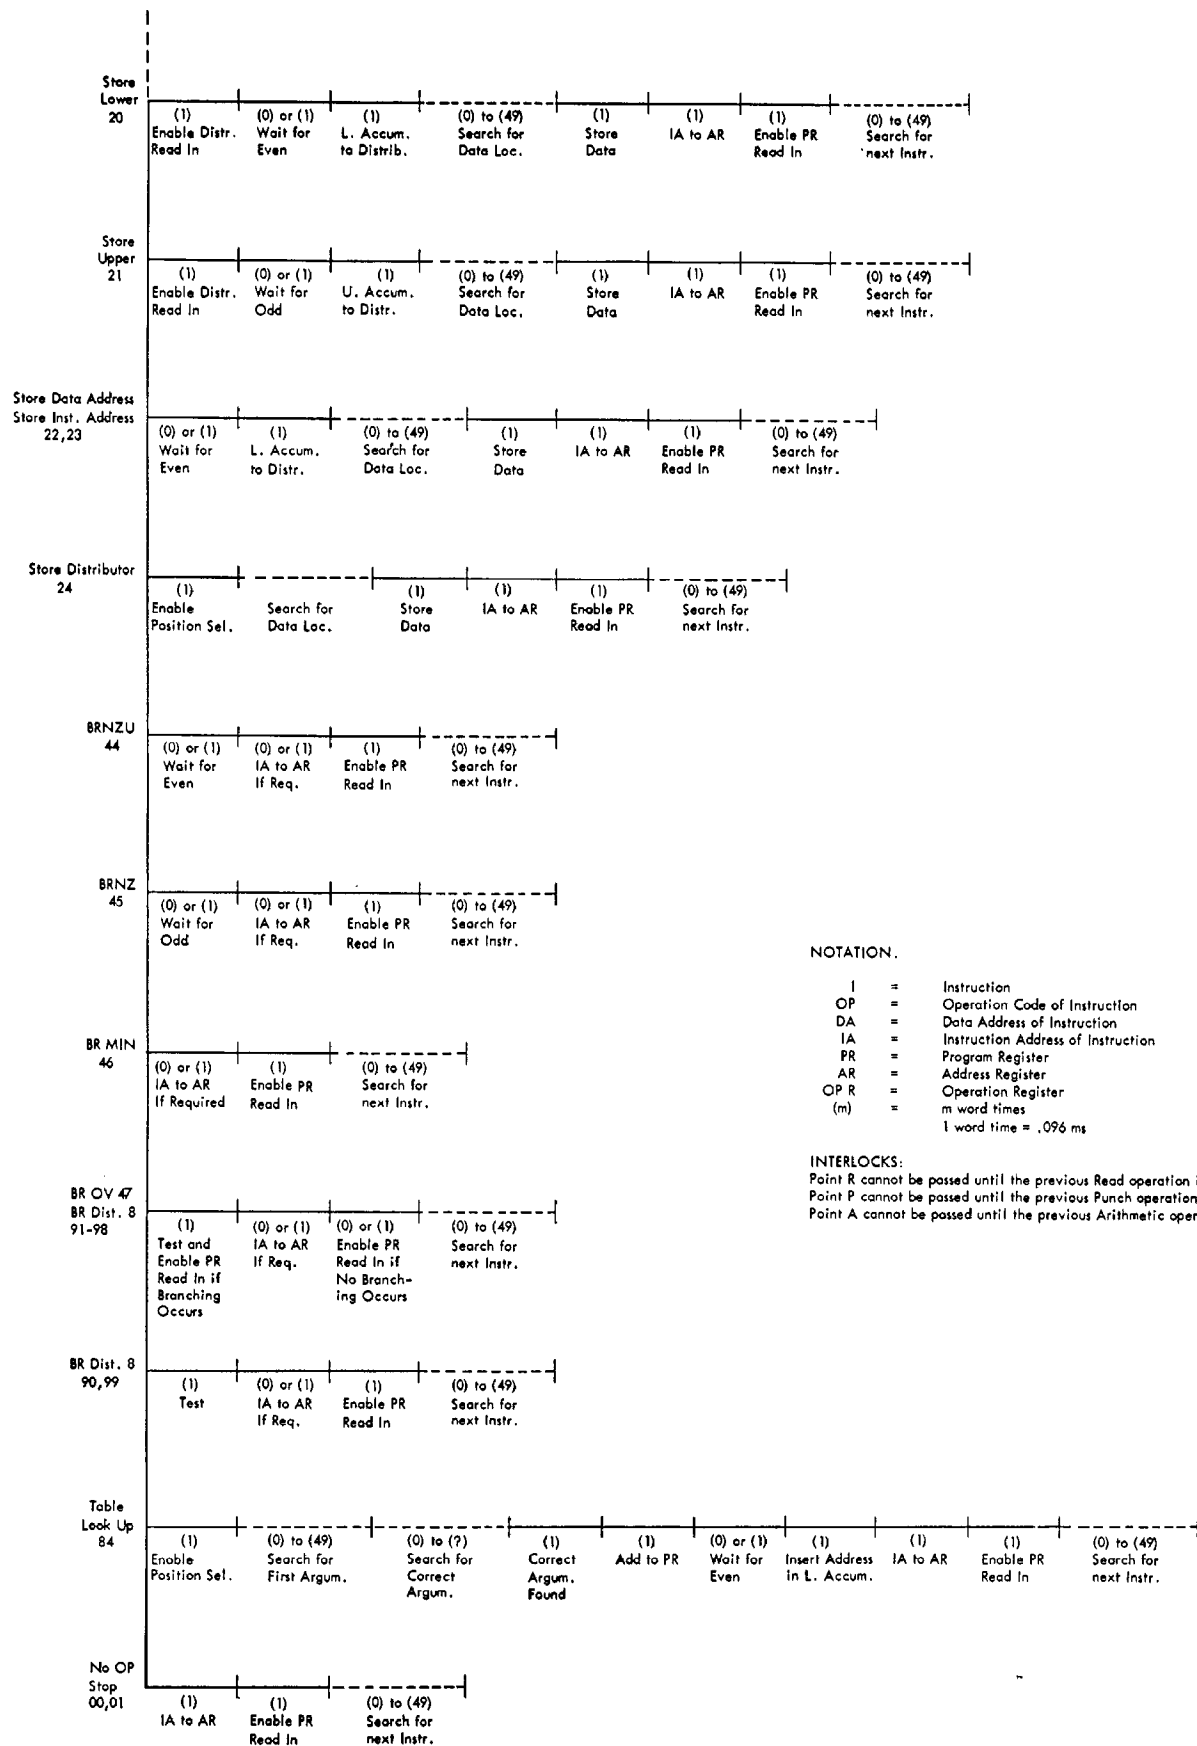 Store
Lower
20
(1) (0) or (1) (1) (0) to (49) (1) (1) (1) (0) to (49)
Enable Distr. Wait for L. Accum. Search for Store IA to AR Enable PR Search for
Read In Even to Distrib. Data Loc. Data Read In next Instr.
Store
Upper
21
(1) (0) or (1) (1) (0) to (49) (1) (1) (1) (0) to (49)
Enable Distr. Wait for U. Accum. Search for Store IA to AR Enable PR Search for
Read In Odd to Distr. Data Loc. Data Read In next Instr.
Store Data Address
Store Inst. Address
22,23
(0) or (1) (1) (0) to (49) (1) (1) (1) (0) to (49)
Wait for L. Accum. Search for Store IA to AR Enable PR Search for
Even to Distr. Data Loc. Data Read In next Instr.
Store Distributor
24
(1) (1) (1) (1) (0) to (49)
Enable Search for Store IA to AR Enable PR Search for
Position Sel. Data Loc. Data Read In next Instr.
BRNZU
44
(0) or (1) (0) or (1) (1) (0) to (49)
Wait for IA to AR Enable PR Search for
Even If Req. Read In next Instr.
BRNZ
45
(0) or (1) (0) or (1) (1) (0) to (49)
Wait for IA to AR Enable PR Search for
Odd If Req. Read In next Instr.
NOTATION.
I = Instruction
OP = Operation Code of Instruction
DA = Data Address of Instruction
IA = Instruction Address of Instruction
PR = Program Register
AR = Address Register
OP R = Operation Register
(m) = m word times
1 word time = .096 ms
BR MIN
46
(0) or (1) (1) (0) to (49)
IA to AR Enable PR Search for
If Required Read In next Instr.
INTERLOCKS:
Point R cannot be passed until the previous Read operation
Point P cannot be passed until the previous Punch operation
Point A cannot be passed until the previous Arithmetic oper
BR OV 47
BR Dist. 8
91-98
(1) (0) or (1) (0) or (1) (0) to (49)
Test and IA to AR Enable PR Search for
Enable PR If Req. Read In if next Instr.
Read In if No Branch-
Branching ing Occurs
Occurs
BR Dist. 8
90,99
(1) (0) or (1) (1) (0) to (49)
Test IA to AR Enable PR Search for
If Req. Read In next Instr.
Table
Look Up
84
(1) (0) to (49) (0) to (?) (1) (1) (0) or (1) (1) (1) (1) (0) to (49)
Enable Search for Search for Correct Add to PR Wait for Insert Address IA to AR Enable PR Search for
Position Sel. First Argum. Correct Argum. Even in L. Accum. Read In next Instr.
Argum. Found
No OP
Stop
00,01
(1) (1) (0) to (49)
IA to AR Enable PR Search for
Read In next Instr.